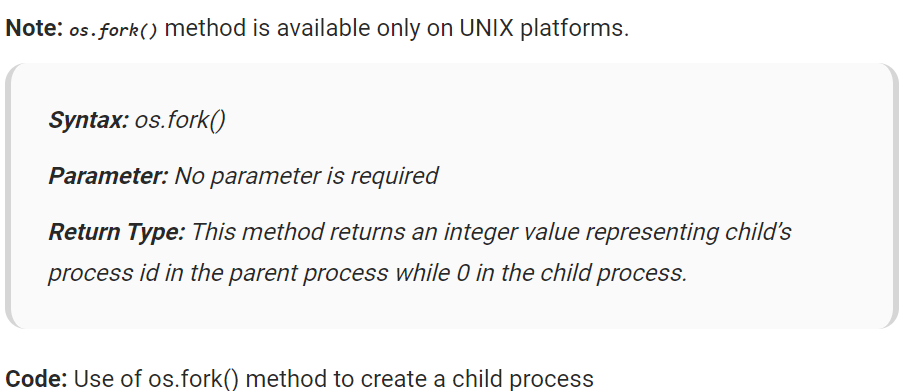 Note: os.fork() method is available only on UNIX platforms.
Syntax: os.fork()
Parameter: No parameter is required
Return Type: This method returns an integer value representing child’s
process id in the parent process while 0 in the child process.
Code: Use of os.fork() method to create a child process